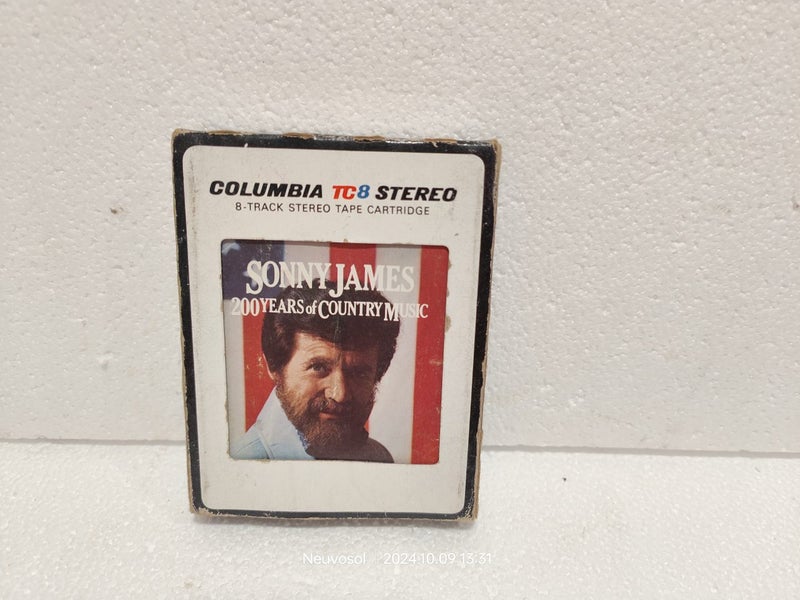 COLUMBIA TC8 STEREO
8-TRACK STEREO TAPE CARTRIDGE
SONNY JAMES
200 YEARS of COUNTRY MUSIC
Neuvosol 2024.10.09 13:31